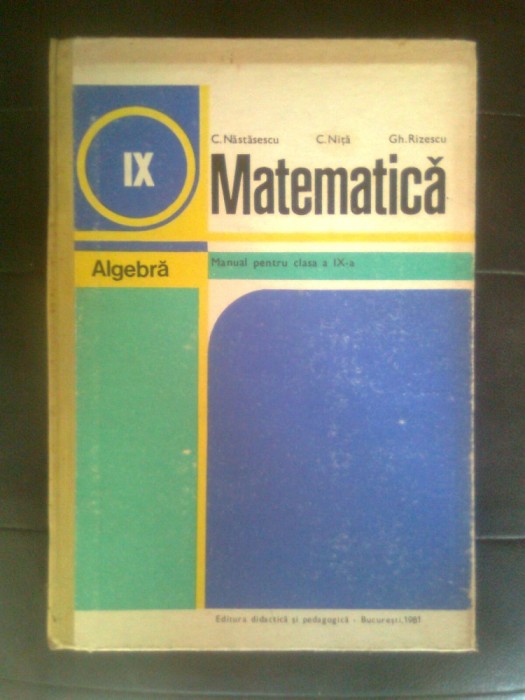 C.Năstăsescu C.Niță Gh.Rizescu
IX
Matematică
Algebră
Manual pentru clasa a IX-a
Editura didactică și pedagogică - București,1981